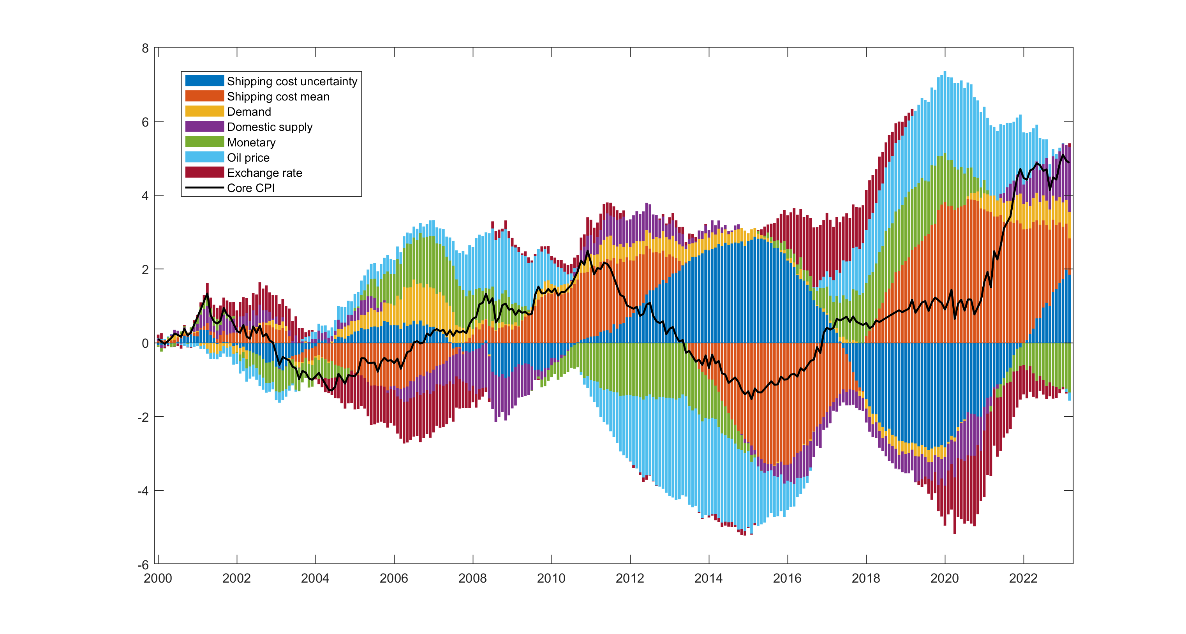 8
6
4
2
0
-2
-4
-6
Shipping cost uncertainty
Shipping cost mean
Demand
Domestic supply
Monetary
Oil price
Exchange rate
Core CPI
2000 2002 2004 2006 2008 2010 2012 2014 2016 2018 2020 2022